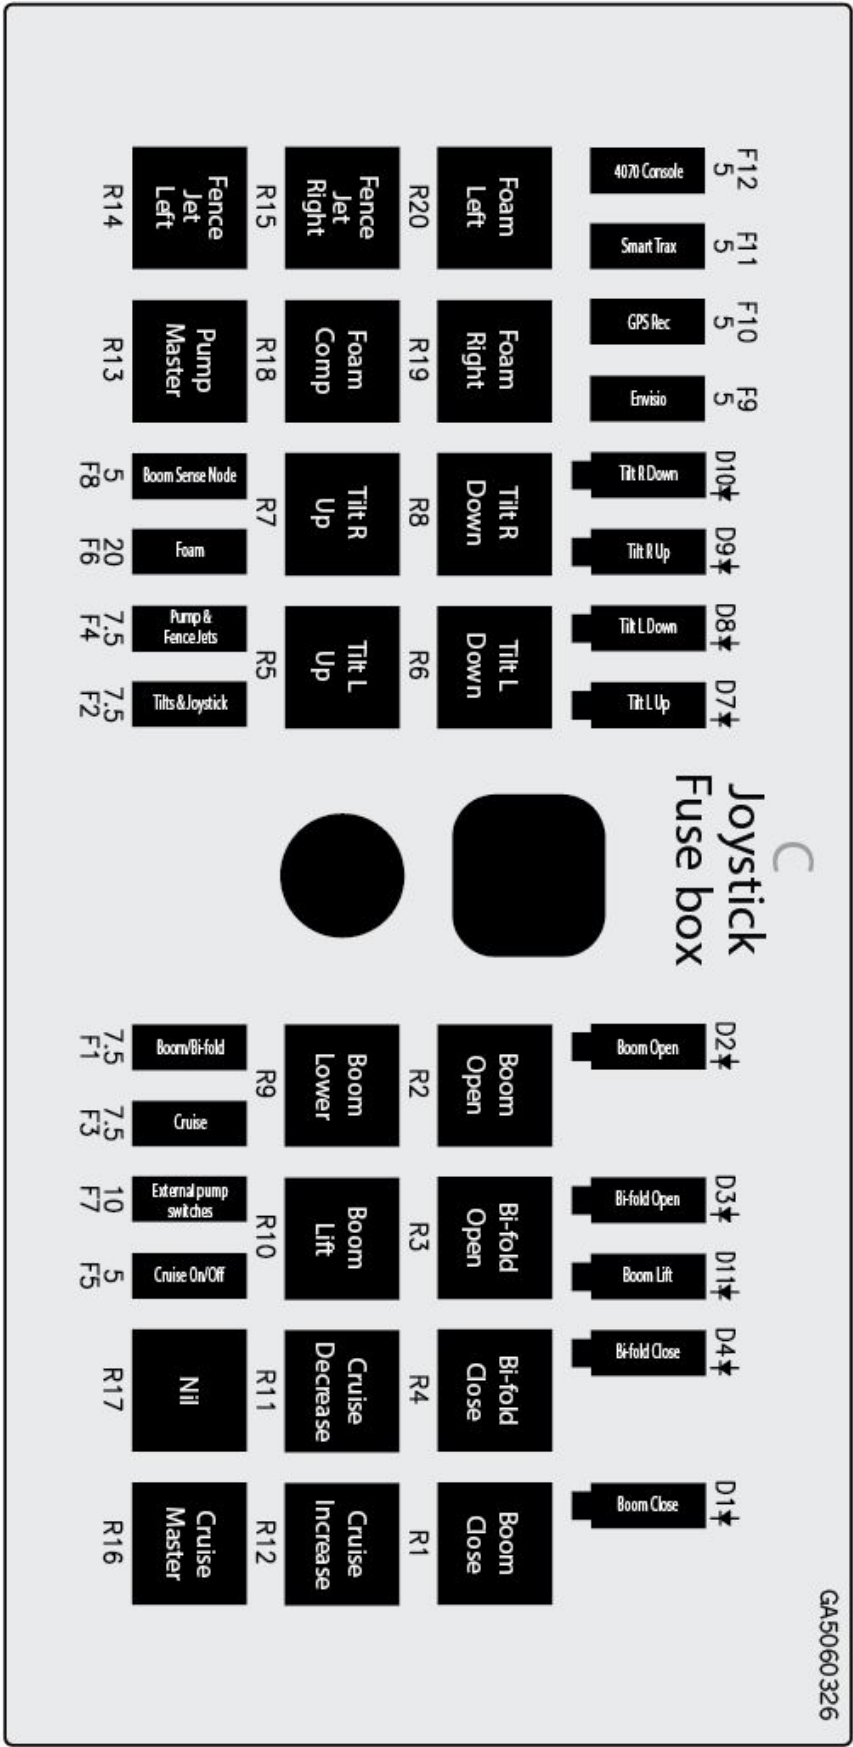 F12
5
4070 Console
F11
5
Smart Trax
F10
5
GPS Rec
F9
5
Envisio
D10
Tilt R Down
D9
Tilt R Up
D8
Tilt L Down
D7
Tilt L Up
Foam
Left
R20
Foam
Right
R19
Tilt R
Down
R8
Tilt L
Down
R6
Fence
Jet
Right
R15
Foam
Comp
R18
Tilt R
Up
R7
Tilt L
Up
R5
Fence
Jet
Left
R14
Pump
Master
R13
Boom Sense Node
5
F8
Foam
20
F6
Pump &
Fence Jets
7.5
F4
Tilts & Joystick
7.5
F2
C
Joystick
Fuse box
D2
Boom Open
D3
Bi-fold Open
D11
Boom Lift
D4
Bi-fold Close
D1
Boom Close
Boom
Open
R2
Bi-fold
Open
R3
Bi-fold
Close
R4
Boom
Close
R1
Boom
Lower
R9
Boom
Lift
R10
Cruise
Decrease
R11
Cruise
Increase
R12
Boom/Bi-fold
7.5
F1
Cruise
7.5
F3
External pump
switches
10
F7
Cruise On/Off
5
F5
Nil
R17
Cruise
Master
R16
GA5060326